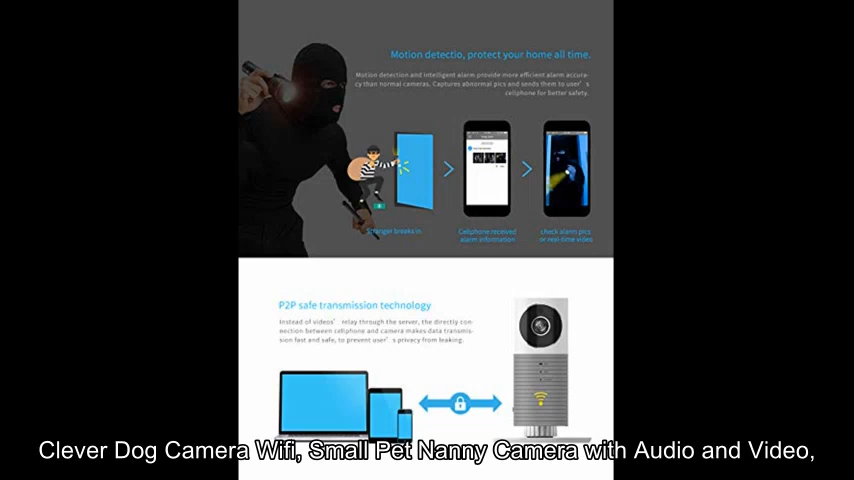 Motion detectio, protect your home all time.
Motion detection and intelligent alarm provide more efficient alarm accura-
cy than normal cameras. Captures abnormal pics and sends them to user's
cellphone for better safety.
Stranger breaks in
Cellphone received
alarm information
check alarm pics
or real-time video
P2P safe transmission technology
Instead of videos' relay through the server, the directly con-
nection between cellphone and camera makes data transmis-
sion fast and safe, to prevent user's privacy from leaking.
Clever Dog Camera Wifi, Small Pet Nanny Camera with Audio and Video,